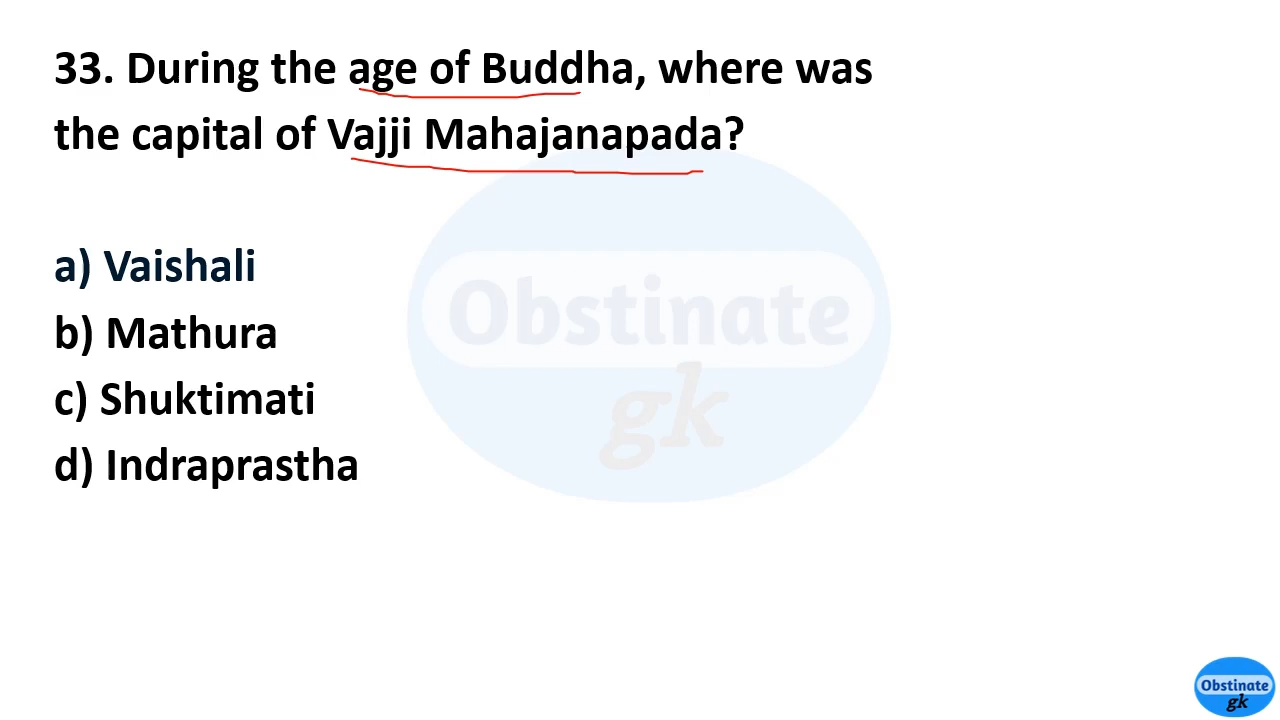 33. During the age of Buddha, where was
the capital of Vajji Mahajanapada?
a) Vaishali
b) Mathura
c) Shuktimati
d) Indraprastha
Obstinate
gk
Obstinate
gk